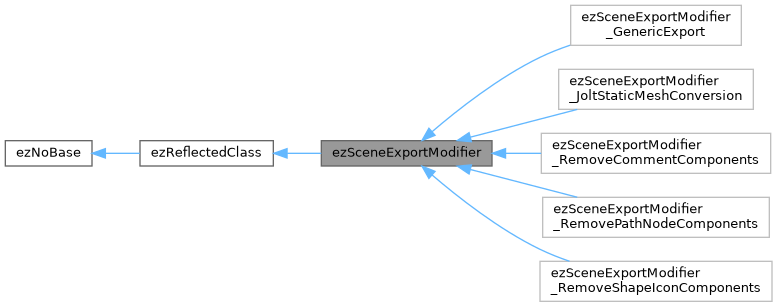 ezSceneExportModifier
_GenericExport
ezSceneExportModifier
_JoltStaticMeshConversion
ezNoBase
ezReflectedClass
ezSceneExportModifier
ezSceneExportModifier
_RemoveCommentComponents
ezSceneExportModifier
_RemovePathNodeComponents
ezSceneExportModifier
_RemoveShapeIconComponents